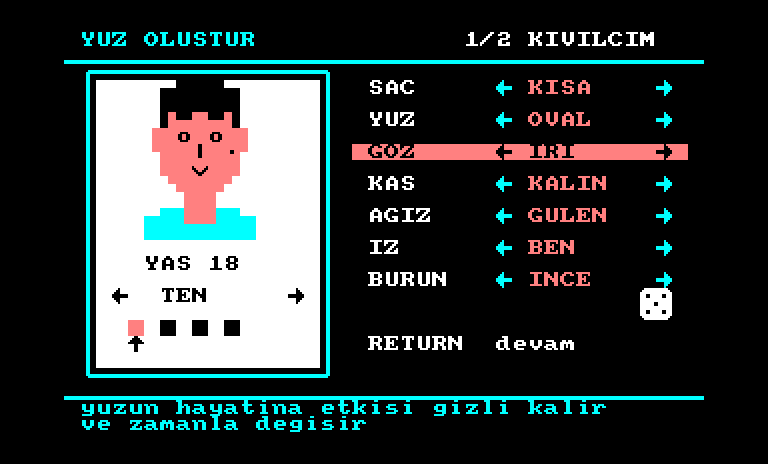 YUZ OLUSTUR 1/2 KIVILCIM
SAC ← KISA →
YUZ ← OVAL →
GOZ ← IRI →
KAS ← KALIN →
AGIZ ← GULEN →
IZ ← BEN →
BURUN ← INCE →
YAS 18
← TEN →
RETURN devam
yuzun hayatina etkisi gizli kalir
ve zamanla degisir